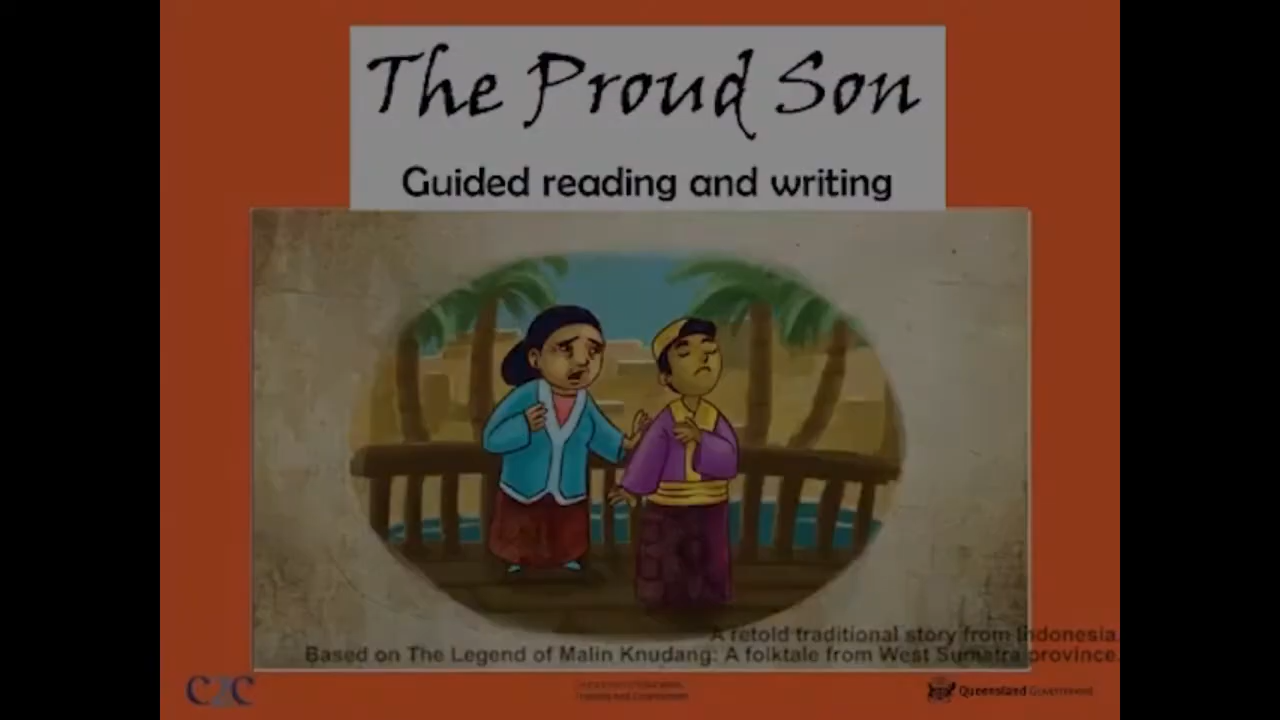 The Proud Son
Guided reading and writing
A retold traditional story from Indonesia.
Based on The Legend of Malin Knudang: A folktale from West Sumatra province.
C2C
Queensland Government